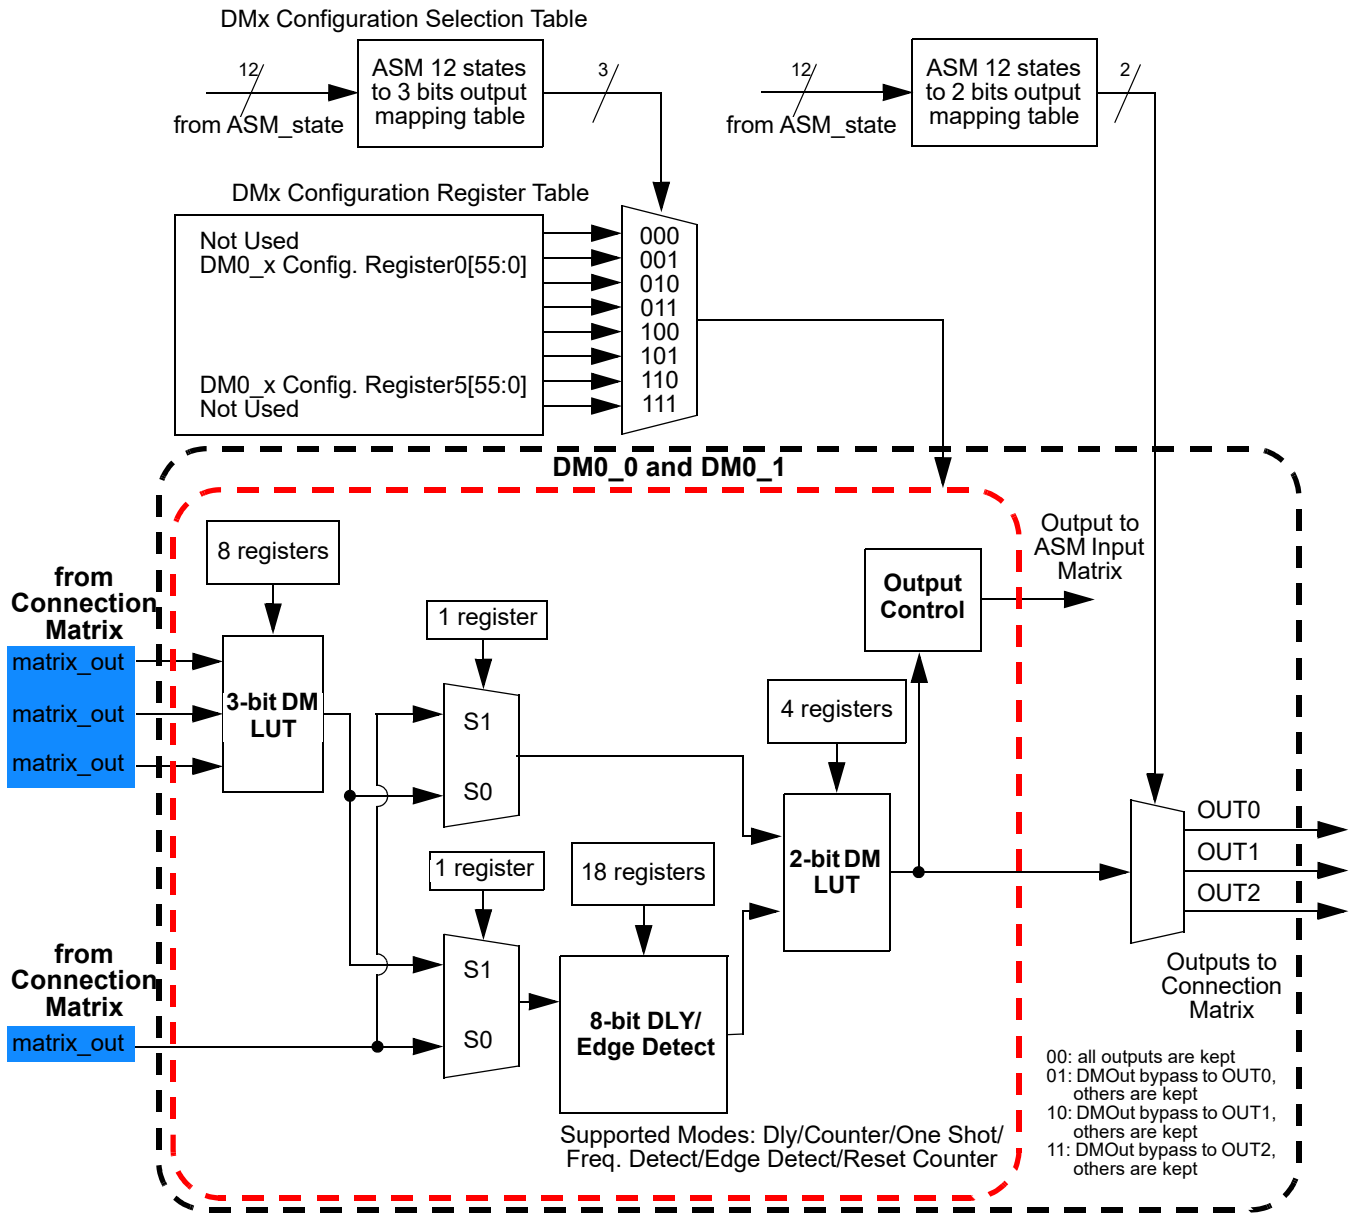 DMx Configuration Selection Table
12
ASM 12 states
to 3 bits output
mapping table
3
from ASM_state
12
ASM 12 states
to 2 bits output
mapping table
2
from ASM_state
DMx Configuration Register Table
Not Used
DM0_x Config. Register0[55:0]
DM0_x Config. Register5[55:0]
Not Used
000
001
010
011
100
101
110
111
DM0_0 and DM0_1
8 registers
from
Connection
Matrix
matrix_out
matrix_out
matrix_out
3-bit DM
LUT
1 register
S1
S0
Output
Control
Output to
ASM Input
Matrix
4 registers
2-bit DM
LUT
1 register
18 registers
S1
S0
8-bit DLY/
Edge Detect
from
Connection
Matrix
matrix_out
OUT0
OUT1
OUT2
Outputs to
Connection
Matrix
00: all outputs are kept
01: DMOut bypass to OUT0,
others are kept
10: DMOut bypass to OUT1,
others are kept
11: DMOut bypass to OUT2,
others are kept
Supported Modes: Dly/Counter/One Shot/
Freq. Detect/Edge Detect/Reset Counter